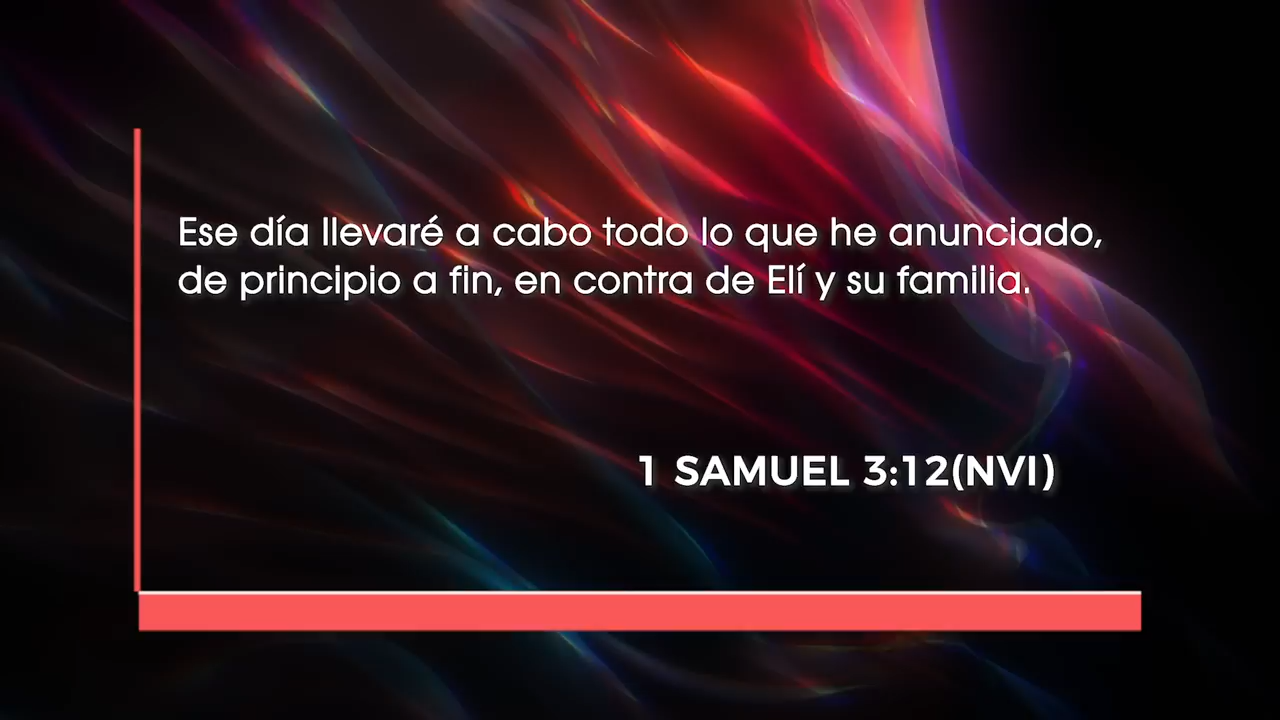 Ese día llevaré a cabo todo lo que he anunciado,
de principio a fin, en contra de Elí y su familia.
1 SAMUEL 3:12(NVI)